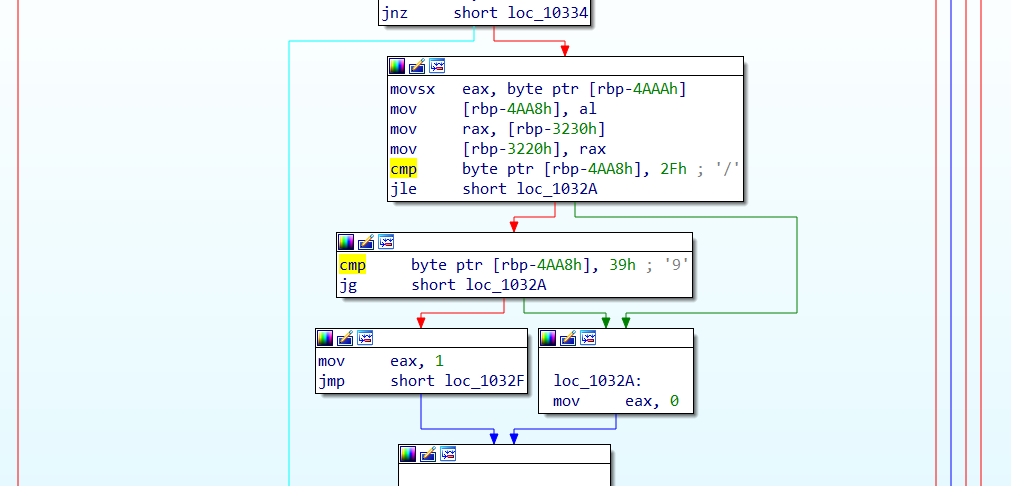 jnz short loc_10334
movsx eax, byte ptr [rbp-4AAAh]
mov [rbp-4AA8h], al
mov rax, [rbp-3230h]
mov [rbp-3220h], rax
cmp byte ptr [rbp-4AA8h], 2Fh ; '/'
jle short loc_1032A
cmp byte ptr [rbp-4AA8h], 39h ; '9'
jg short loc_1032A
mov eax, 1
jmp short loc_1032F
loc_1032A:
mov eax, 0